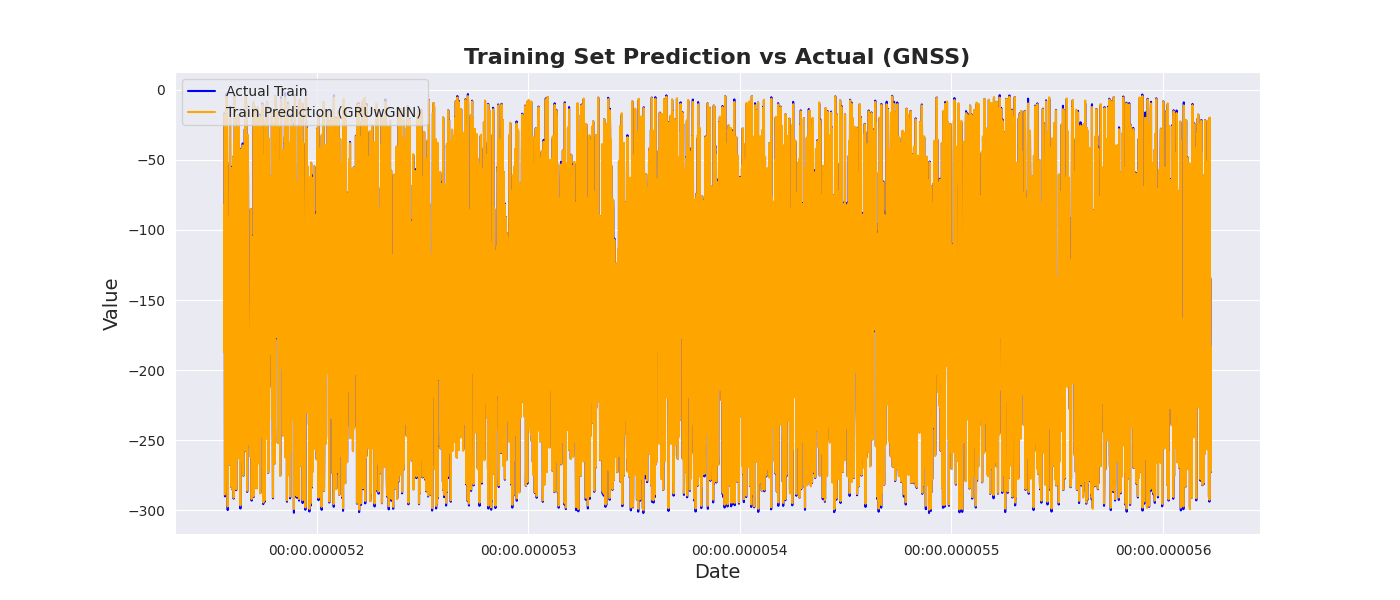 Training Set Prediction vs Actual (GNSS)
Actual Train
Train Prediction (GRUwGNN)
Value
0
−50
−100
−150
−200
−250
−300
00:00.000052
00:00.000053
00:00.000054
00:00.000055
00:00.000056
Date